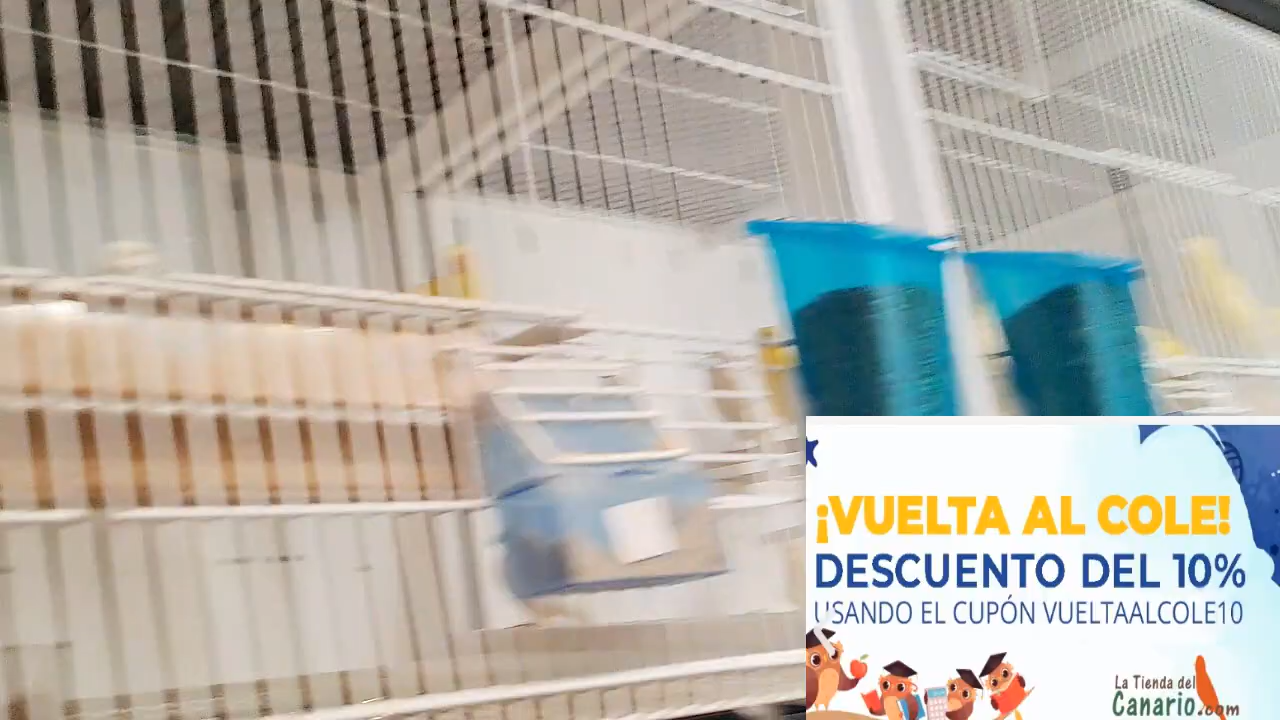 ¡VUELTA AL COLE!
DESCUENTO DEL 10%
USANDO EL CUPÓN VUELTAALCOLE10
La Tienda del
Canario.com